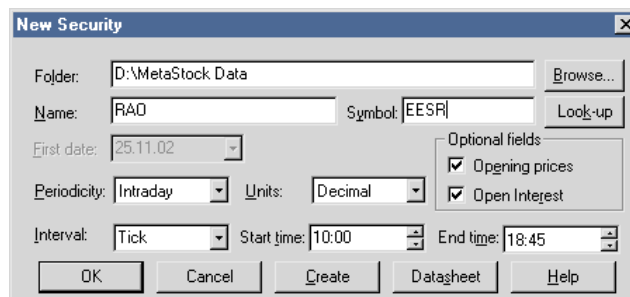 New Security
Folder: D:\MetaStock Data Browse...
Name: RAO Symbol: EESR Look-up
First date: 25.11.02 Optional fields
Opening prices
Periodicity: Intraday Units: Decimal Open Interest
Interval: Tick Start time: 10:00 End time: 18:45
OK Cancel Create Datasheet Help